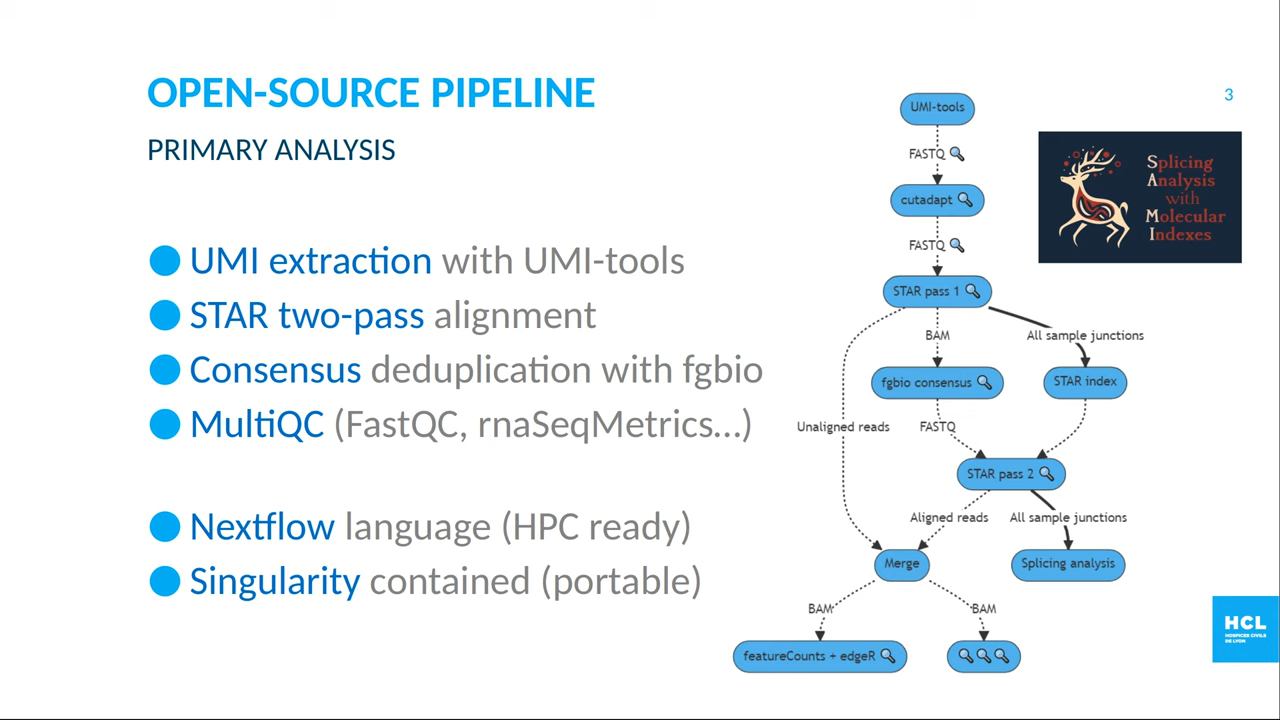 OPEN-SOURCE PIPELINE
3
PRIMARY ANALYSIS
UMI extraction with UMI-tools
STAR two-pass alignment
Consensus deduplication with fgbio
MultiQC (FastQC, rnaSeqMetrics...)
Nextflow language (HPC ready)
Singularity contained (portable)
UMI-tools
FASTQ
cutadapt
FASTQ
STAR pass 1
BAM
All sample junctions
fgbio consensus
STAR index
Unaligned reads
FASTQ
STAR pass 2
Aligned reads
All sample junctions
Merge
Splicing analysis
BAM
BAM
featureCounts + edgeR
Splicing
Analysis
with
Molecular
Indexes
HCL
HOSPICES CIVILS
DE LYON